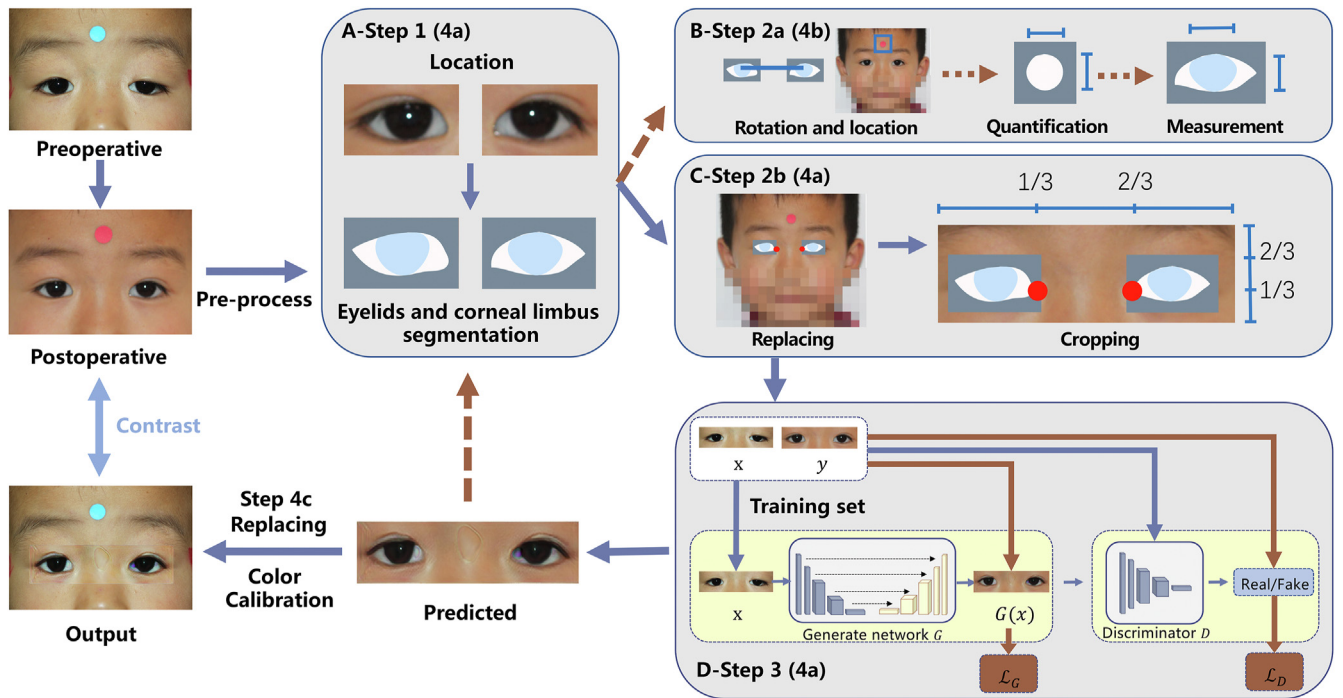 Preoperative
Postoperative
Pre-process
Contrast
Output
Step 4c
Replacing
Color
Calibration
Predicted
A-Step 1 (4a)
Location
Eyelids and corneal limbus
segmentation
B-Step 2a (4b)
Rotation and location
Quantification
Measurement
C-Step 2b (4a)
1/3 2/3
2/3
1/3
Replacing
Cropping
x y
Training set
x
Generate network G
G(x)
Discriminator D
Real/Fake
D-Step 3 (4a)
ℒ_G
ℒ_D